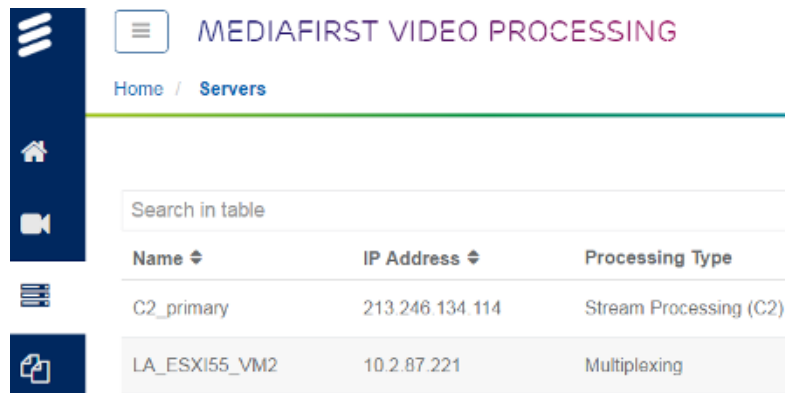 MEDIAFIRST VIDEO PROCESSING
Home / Servers
Search in table
Name IP Address Processing Type
C2_primary 213.246.134.114 Stream Processing (C2)
LA_ESXI55_VM2 10.2.87.221 Multiplexing